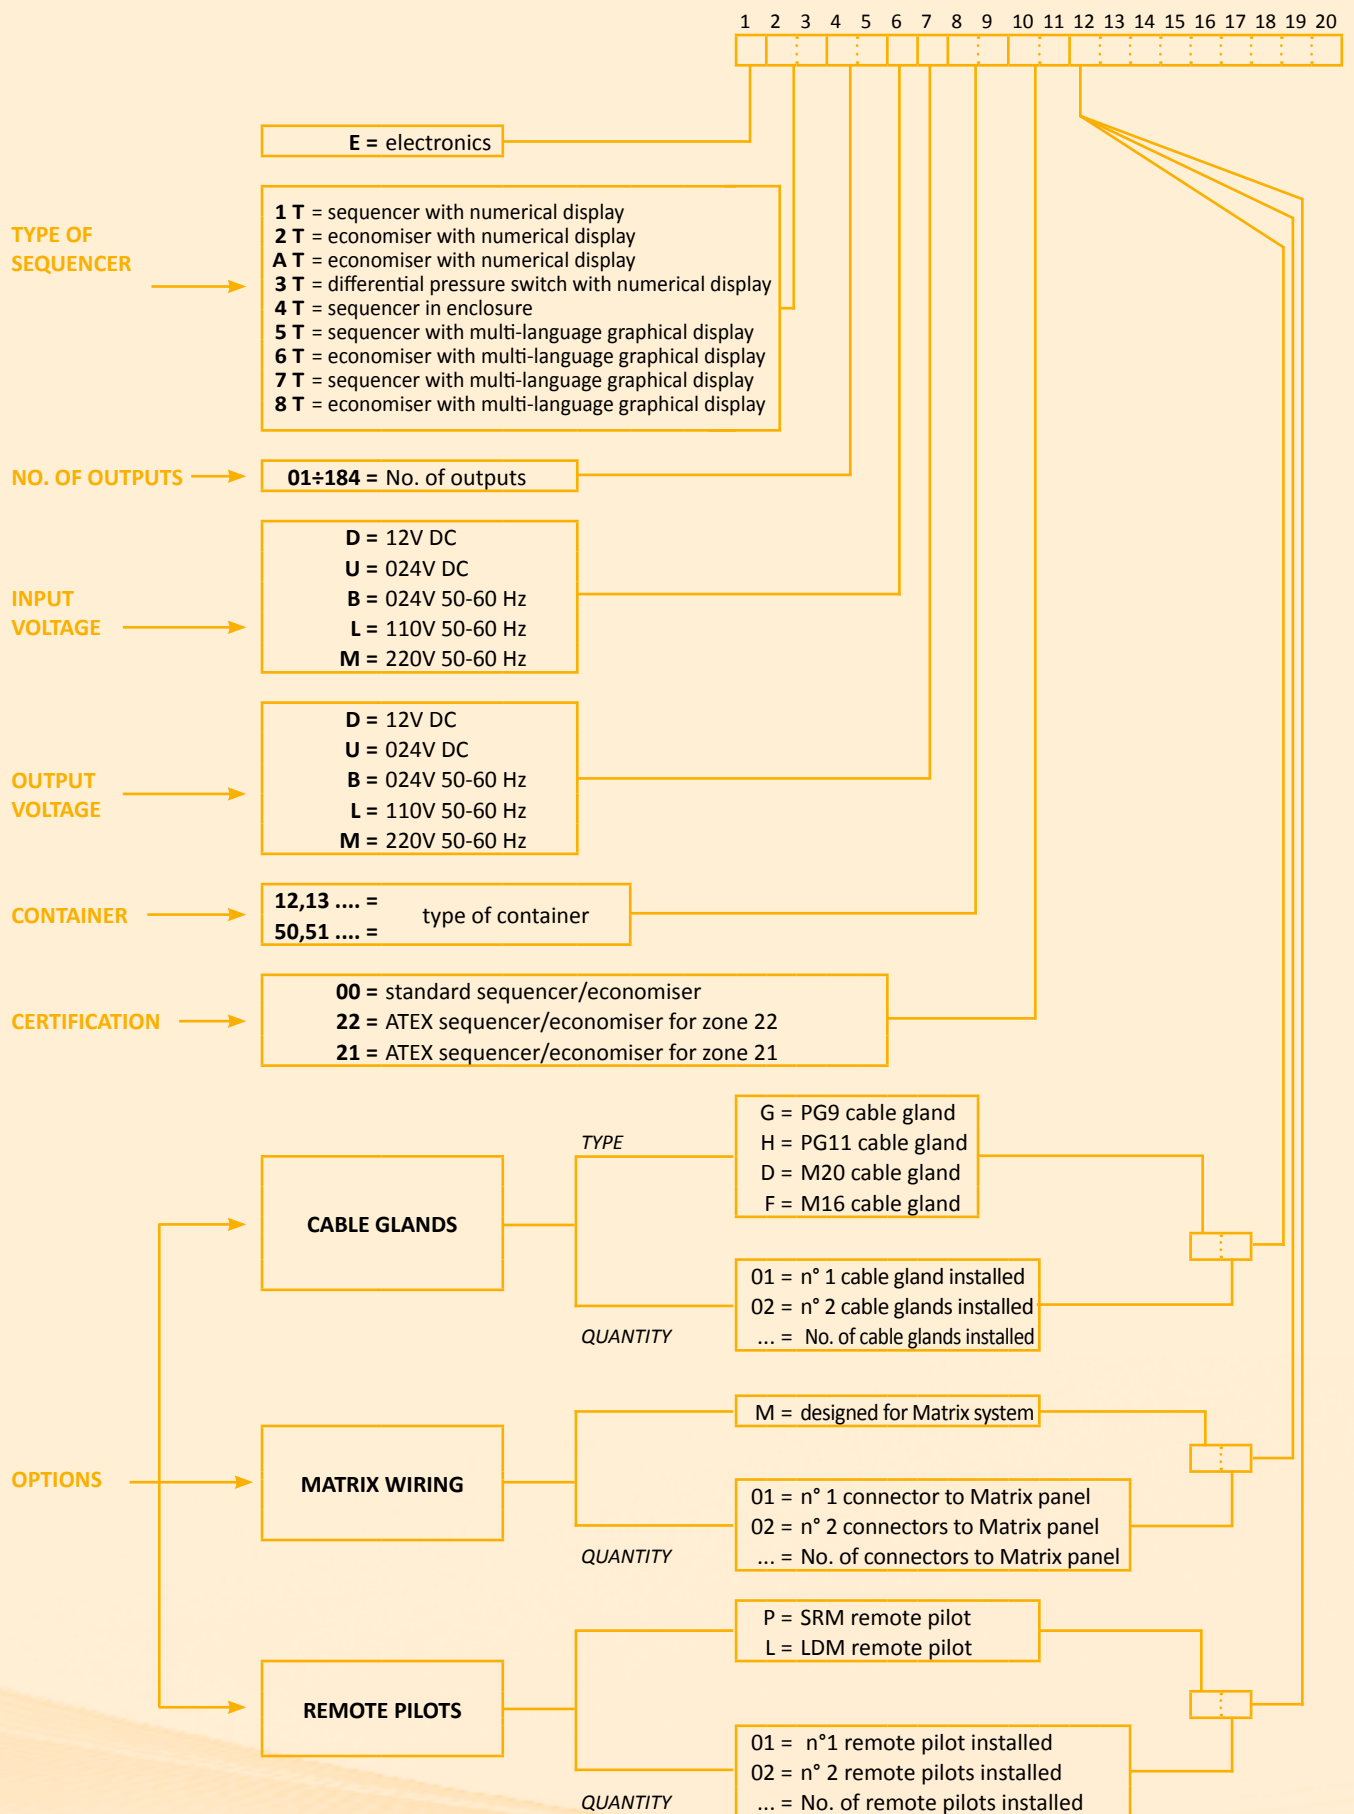 1 2 3 4 5 6 7 8 9 10 11 12 13 14 15 16 17 18 19 20
E = electronics
TYPE OF
SEQUENCER
1 T = sequencer with numerical display
2 T = economiser with numerical display
A T = economiser with numerical display
3 T = differential pressure switch with numerical display
4 T = sequencer in enclosure
5 T = sequencer with multi-language graphical display
6 T = economiser with multi-language graphical display
7 T = sequencer with multi-language graphical display
8 T = economiser with multi-language graphical display
NO. OF OUTPUTS
01÷184 = No. of outputs
INPUT
VOLTAGE
D = 12V DC
U = 024V DC
B = 024V 50-60 Hz
L = 110V 50-60 Hz
M = 220V 50-60 Hz
OUTPUT
VOLTAGE
D = 12V DC
U = 024V DC
B = 024V 50-60 Hz
L = 110V 50-60 Hz
M = 220V 50-60 Hz
CONTAINER
12,13 .... =
50,51 .... =
type of container
CERTIFICATION
00 = standard sequencer/economiser
22 = ATEX sequencer/economiser for zone 22
21 = ATEX sequencer/economiser for zone 21
OPTIONS
CABLE GLANDS
TYPE
G = PG9 cable gland
H = PG11 cable gland
D = M20 cable gland
F = M16 cable gland
QUANTITY
01 = n° 1 cable gland installed
02 = n° 2 cable glands installed
... = No. of cable glands installed
MATRIX WIRING
M = designed for Matrix system
QUANTITY
01 = n° 1 connector to Matrix panel
02 = n° 2 connectors to Matrix panel
... = No. of connectors to Matrix panel
REMOTE PILOTS
P = SRM remote pilot
L = LDM remote pilot
QUANTITY
01 = n°1 remote pilot installed
02 = n° 2 remote pilots installed
... = No. of remote pilots installed